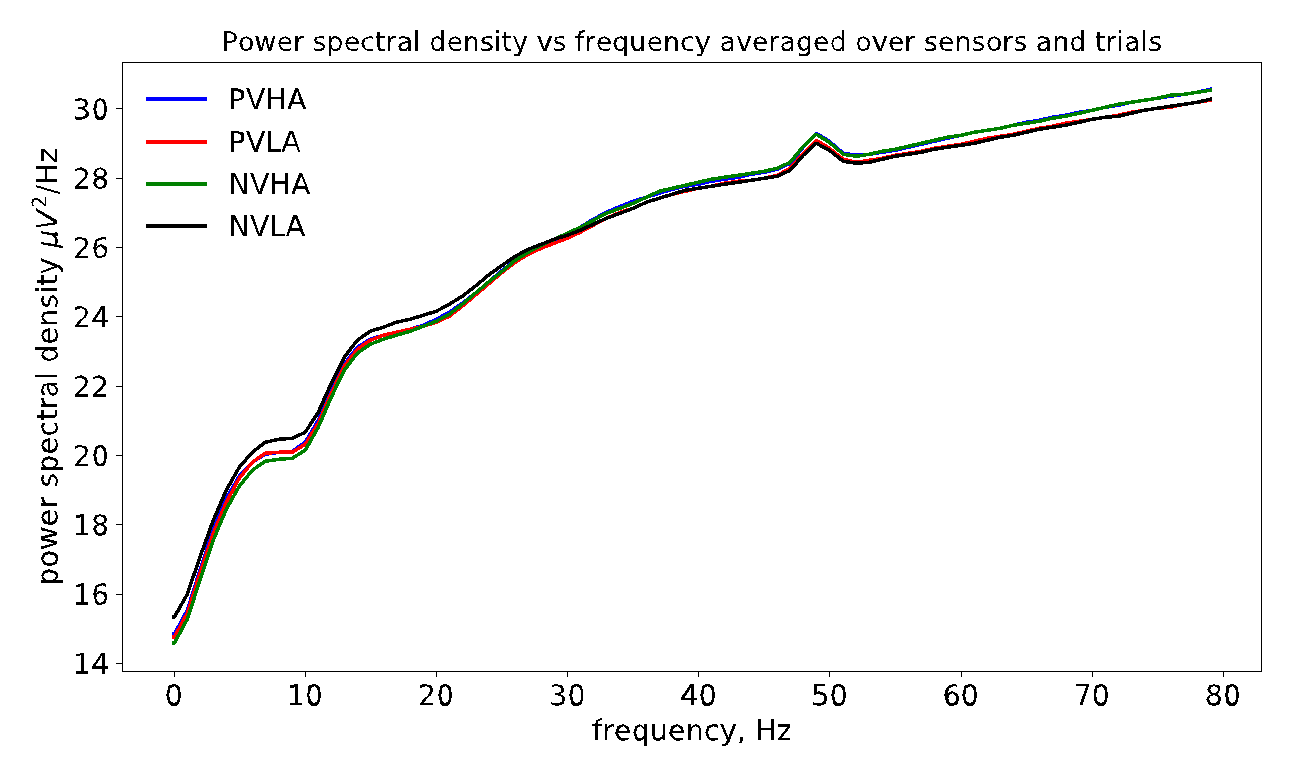 Power spectral density vs frequency averaged over sensors and trials
power spectral density μV²/Hz
30
28
26
24
22
20
18
16
14
PVHA
PVLA
NVHA
NVLA
0 10 20 30 40 50 60 70 80
frequency, Hz